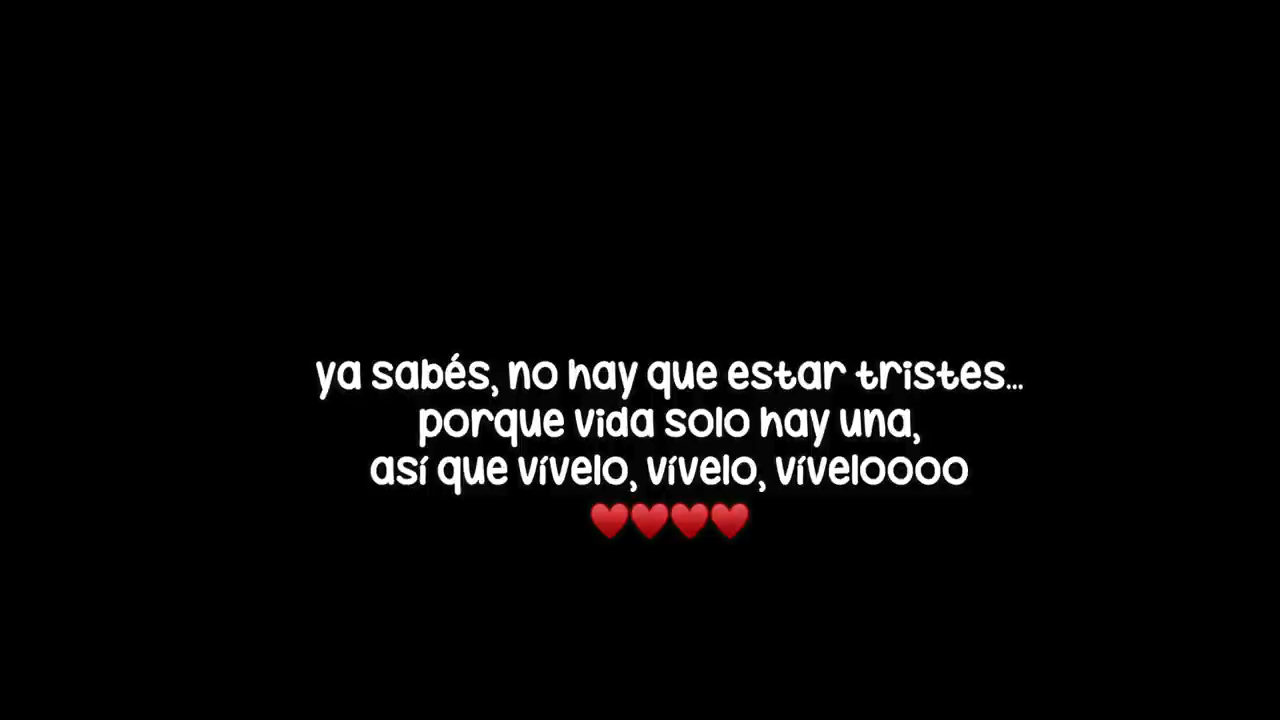 ya sabés, no hay que estar tristes...
porque vida solo hay una,
así que vívelo, vívelo, víveloooo
♥️♥️♥️♥️